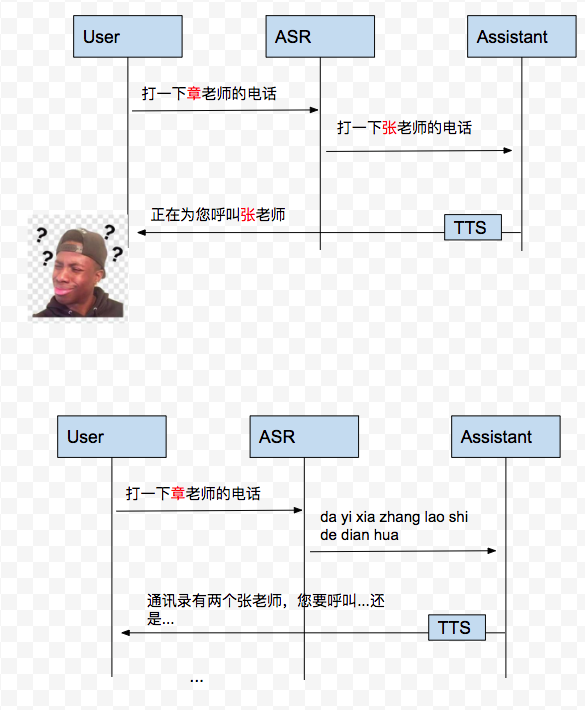 User
ASR
Assistant
打一下章老师的电话
打一下张老师的电话
正在为您呼叫张老师
TTS
? ?
? ?
User
ASR
Assistant
打一下章老师的电话
da yi xia zhang lao shi
de dian hua
通讯录有两个张老师，您要呼叫...还
是...
TTS
...